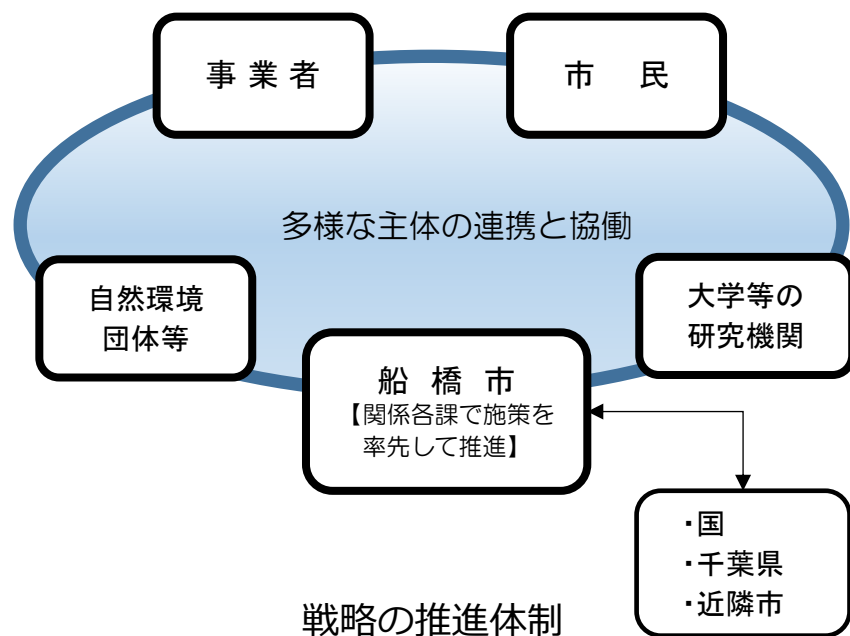 事業者
市 民
多様な主体の連携と協働
自然環境
団体等
大学等の
研究機関
船橋市
【関係各課で施策を
率先して推進】
・国
・千葉県
・近隣市
戦略の推進体制